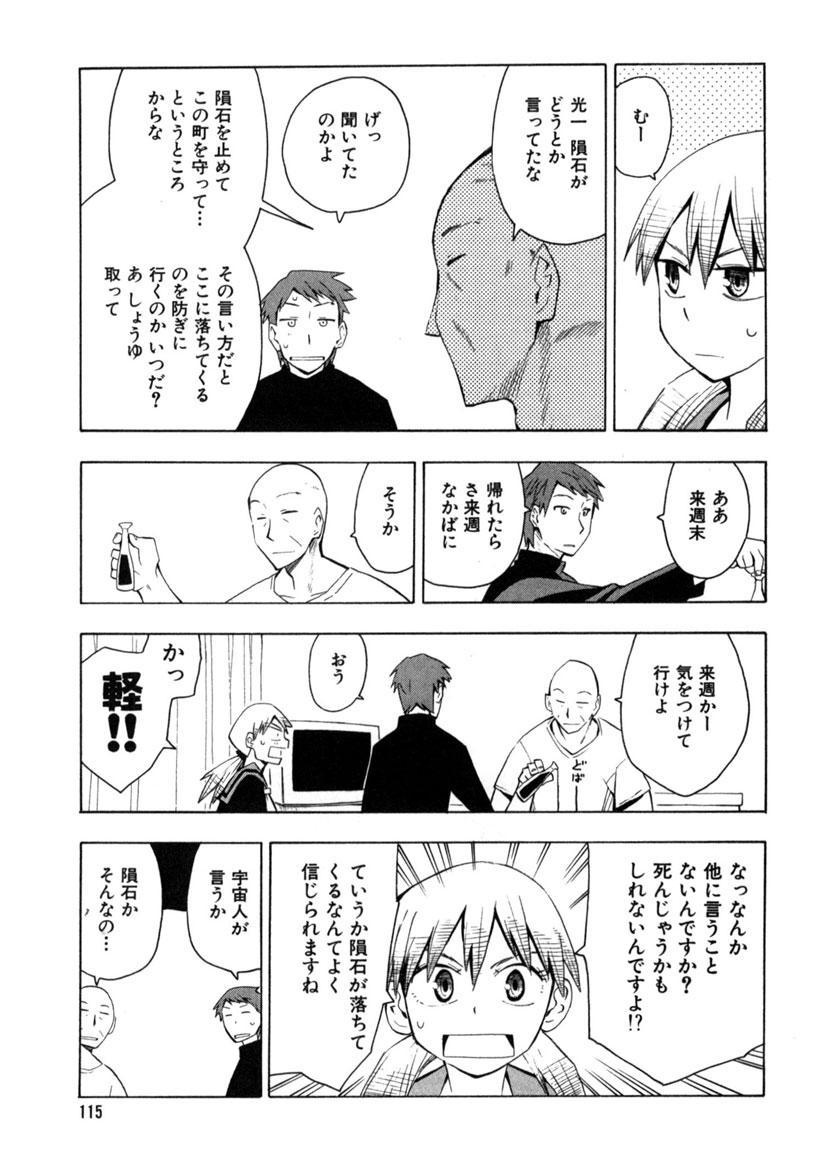 むー
光一 隕石が
どうとか
言ってたな
げっ
聞いてた
のかよ
隕石を止めて
この町を守って…
というところ
からな
その言い方だと
ここに落ちてくる
のを防ぎに
行くのか いつだ?
あ しょうゆ
取って
ああ
来週末
帰れたら
さ来週
なかばに
そうか
来週かー
気をつけて
行けよ
どば
おう
かっ
軽!!
なっなんか
他に言うこと
ないんですか?
死んじゃうかも
しれないんですよ!?
ていうか隕石が落ちて
くるなんてよく
信じられますね
宇宙人が
言うか
隕石か
そんなの…
115